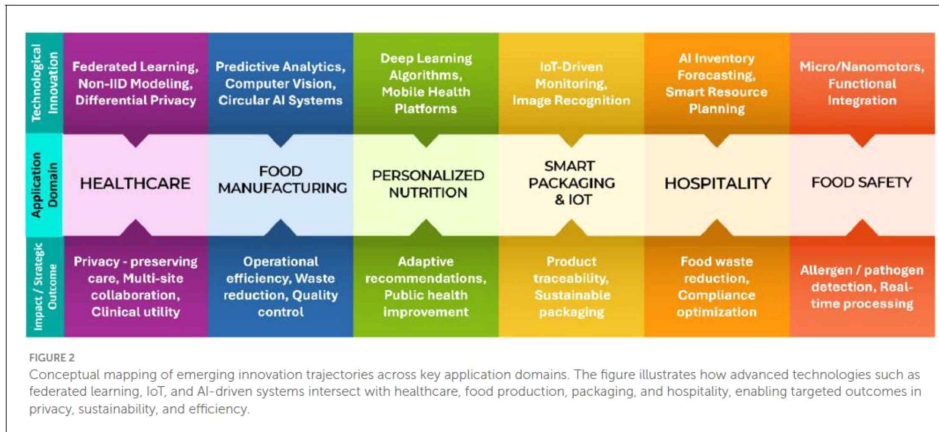 Technological
Innovation
Federated Learning,
Non-IID Modeling,
Differential Privacy
Predictive Analytics,
Computer Vision,
Circular AI Systems
Deep Learning
Algorithms,
Mobile Health
Platforms
IoT-Driven
Monitoring,
Image Recognition
AI Inventory
Forecasting,
Smart Resource
Planning
Micro/Nanomotors,
Functional
Integration
Application
Domain
HEALTHCARE
FOOD
MANUFACTURING
PERSONALIZED
NUTRITION
SMART
PACKAGING
& IOT
HOSPITALITY
FOOD SAFETY
Impact / Strategic
Outcome
Privacy - preserving
care, Multi-site
collaboration,
Clinical utility
Operational
efficiency, Waste
reduction, Quality
control
Adaptive
recommendations,
Public health
improvement
Product
traceability,
Sustainable
packaging
Food waste
reduction,
Compliance
optimization
Allergen / pathogen
detection, Real-
time processing
FIGURE 2
Conceptual mapping of emerging innovation trajectories across key application domains. The figure illustrates how advanced technologies such as
federated learning, IoT, and AI-driven systems intersect with healthcare, food production, packaging, and hospitality, enabling targeted outcomes in
privacy, sustainability, and efficiency.